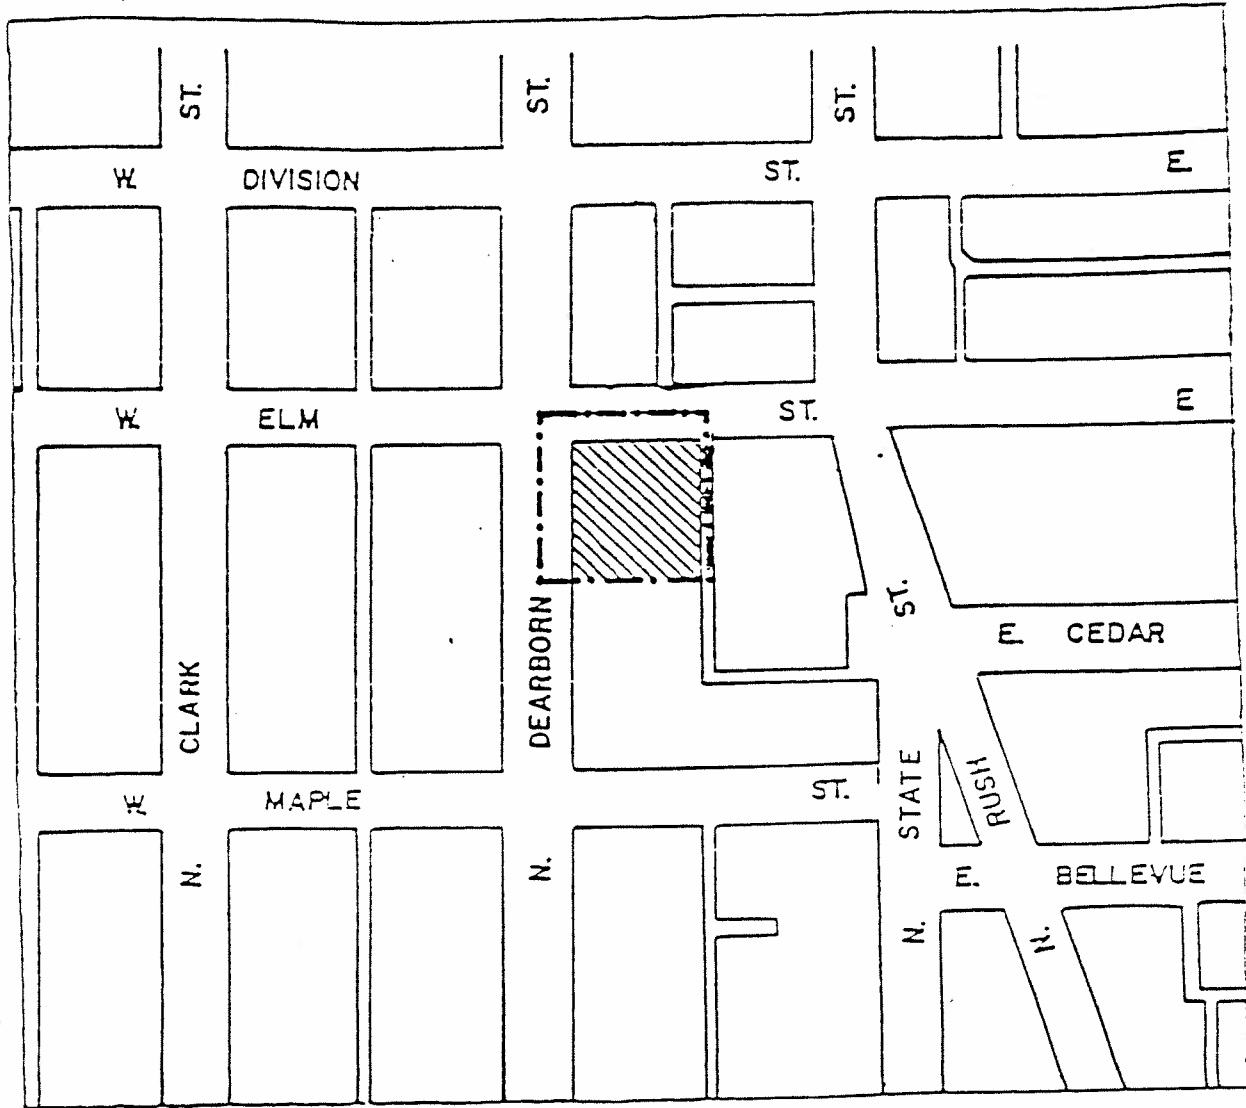 ST. ST. ST.
W. DIVISION ST. E.
W. ELM ST. E
DEARBORN
ST.
E. CEDAR
CLARK
STATE
RUSH
W. MAPLE ST.
N. N. E. BELLEVUE
N. N.